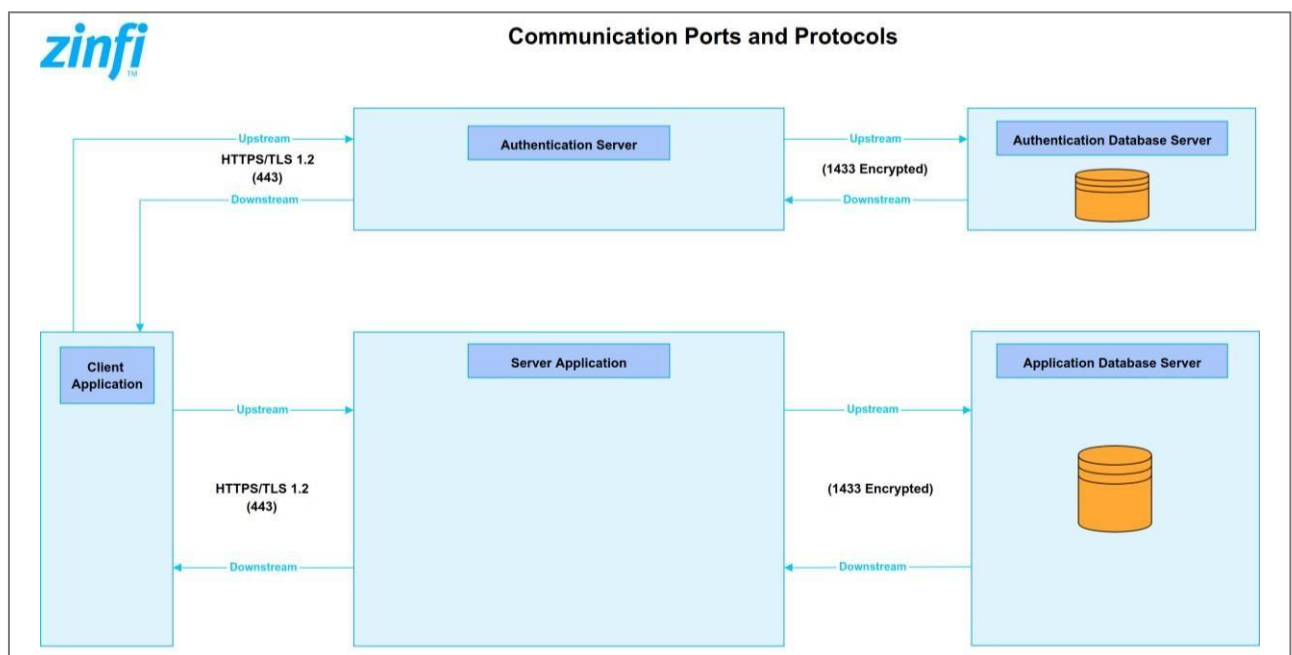 zinfi
TM
Communication Ports and Protocols
Upstream
HTTPS/TLS 1.2
(443)
Downstream
Authentication Server
Upstream
(1433 Encrypted)
Downstream
Authentication Database Server
Client
Application
Upstream
HTTPS/TLS 1.2
(443)
Downstream
Server Application
Upstream
(1433 Encrypted)
Downstream
Application Database Server